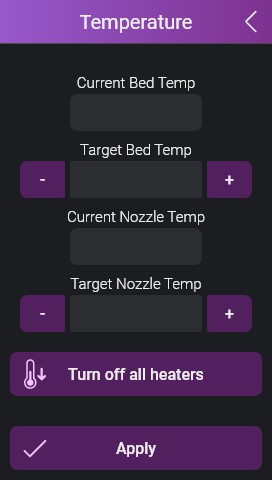 Temperature
Current Bed Temp
Target Bed Temp
- +
Current Nozzle Temp
Target Nozzle Temp
- +
Turn off all heaters
Apply